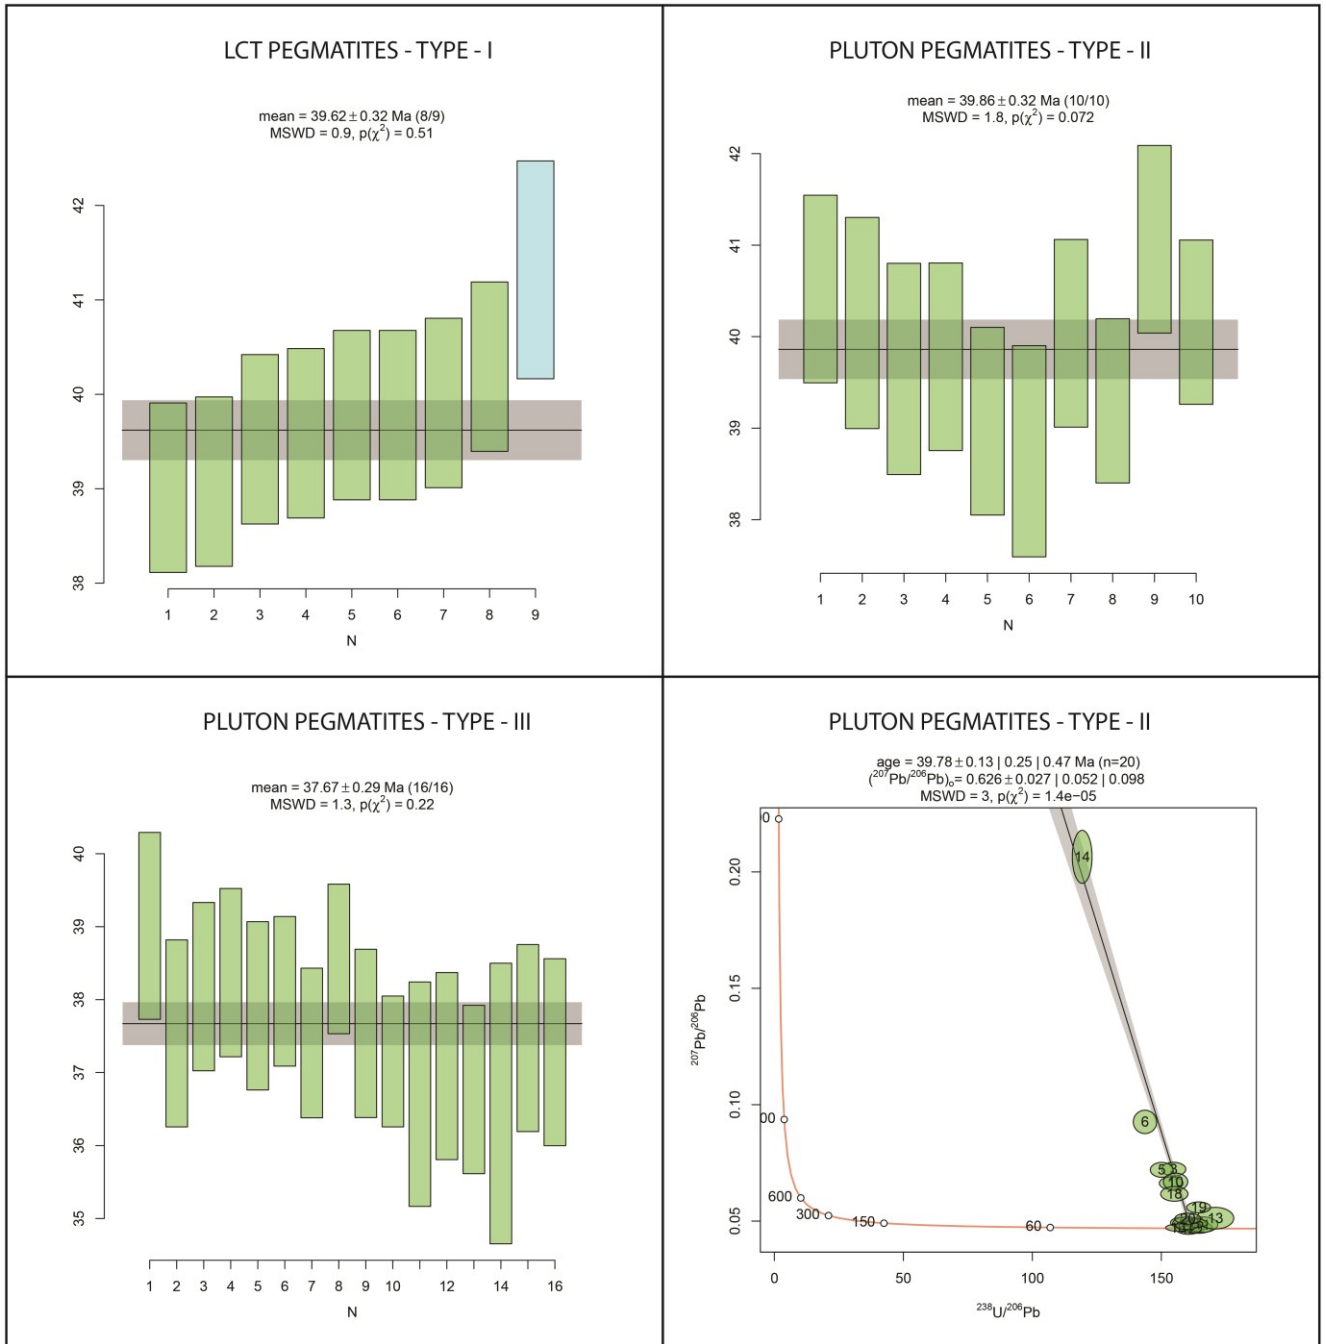 LCT PEGMATITES - TYPE - I
mean = 39.62 ± 0.32 Ma (8/9)
MSWD = 0.9, p(χ²) = 0.51
42
41
40
39
38
1 2 3 4 5 6 7 8 9
N
PLUTON PEGMATITES - TYPE - II
mean = 39.86 ± 0.32 Ma (10/10)
MSWD = 1.8, p(χ²) = 0.072
42
41
40
39
38
1 2 3 4 5 6 7 8 9 10
N
PLUTON PEGMATITES - TYPE - III
mean = 37.67 ± 0.29 Ma (16/16)
MSWD = 1.3, p(χ²) = 0.22
40
39
38
37
36
35
1 2 3 4 5 6 7 8 9 10 12 14 16
N
PLUTON PEGMATITES - TYPE - II
age = 39.78 ± 0.13 | 0.25 | 0.47 Ma (n=20)
(²⁰⁷Pb/²⁰⁶Pb)ₒ= 0.626 ± 0.027 | 0.052 | 0.098
MSWD = 3, p(χ²) = 1.4e−05
²⁰⁷Pb/²⁰⁶Pb
0.20
0.15
0.10
0.05
14
6
5 3
10
18
19
13
600
300
150
60
0 50 100 150
²³⁸U/²⁰⁶Pb